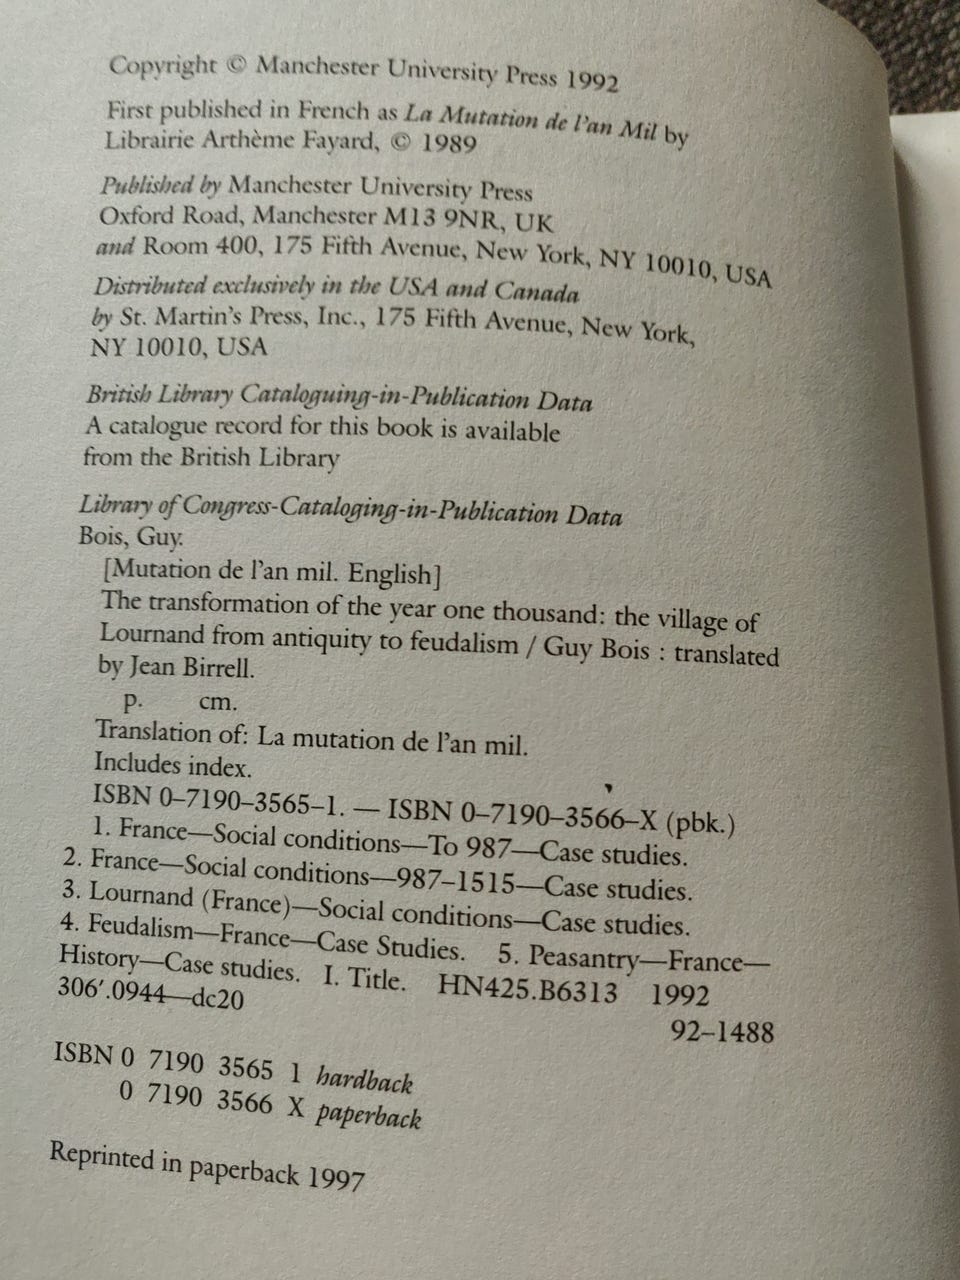 Copyright © Manchester University Press 1992
First published in French as La Mutation de l'an Mil by
Librairie Arthème Fayard, © 1989
Published by Manchester University Press
Oxford Road, Manchester M13 9NR, UK
and Room 400, 175 Fifth Avenue, New York, NY 10010, USA
Distributed exclusively in the USA and Canada
by St. Martin's Press, Inc., 175 Fifth Avenue, New York,
NY 10010, USA
British Library Cataloguing-in-Publication Data
A catalogue record for this book is available
from the British Library
Library of Congress-Cataloging-in-Publication Data
Bois, Guy.
[Mutation de l'an mil. English]
The transformation of the year one thousand: the village of
Lournand from antiquity to feudalism / Guy Bois : translated
by Jean Birrell.
p. cm.
Translation of: La mutation de l'an mil.
Includes index.
ISBN 0–7190–3565–1. — ISBN 0–7190–3566–X (pbk.)
1. France—Social conditions—To 987—Case studies.
2. France—Social conditions—987–1515—Case studies.
3. Lournand (France)—Social conditions—Case studies.
4. Feudalism—France—Case Studies. 5. Peasantry—France—
History—Case studies. I. Title. HN425.B6313 1992
306′.0944—dc20
92–1488
ISBN 0 7190 3565 1 hardback
0 7190 3566 X paperback
Reprinted in paperback 1997